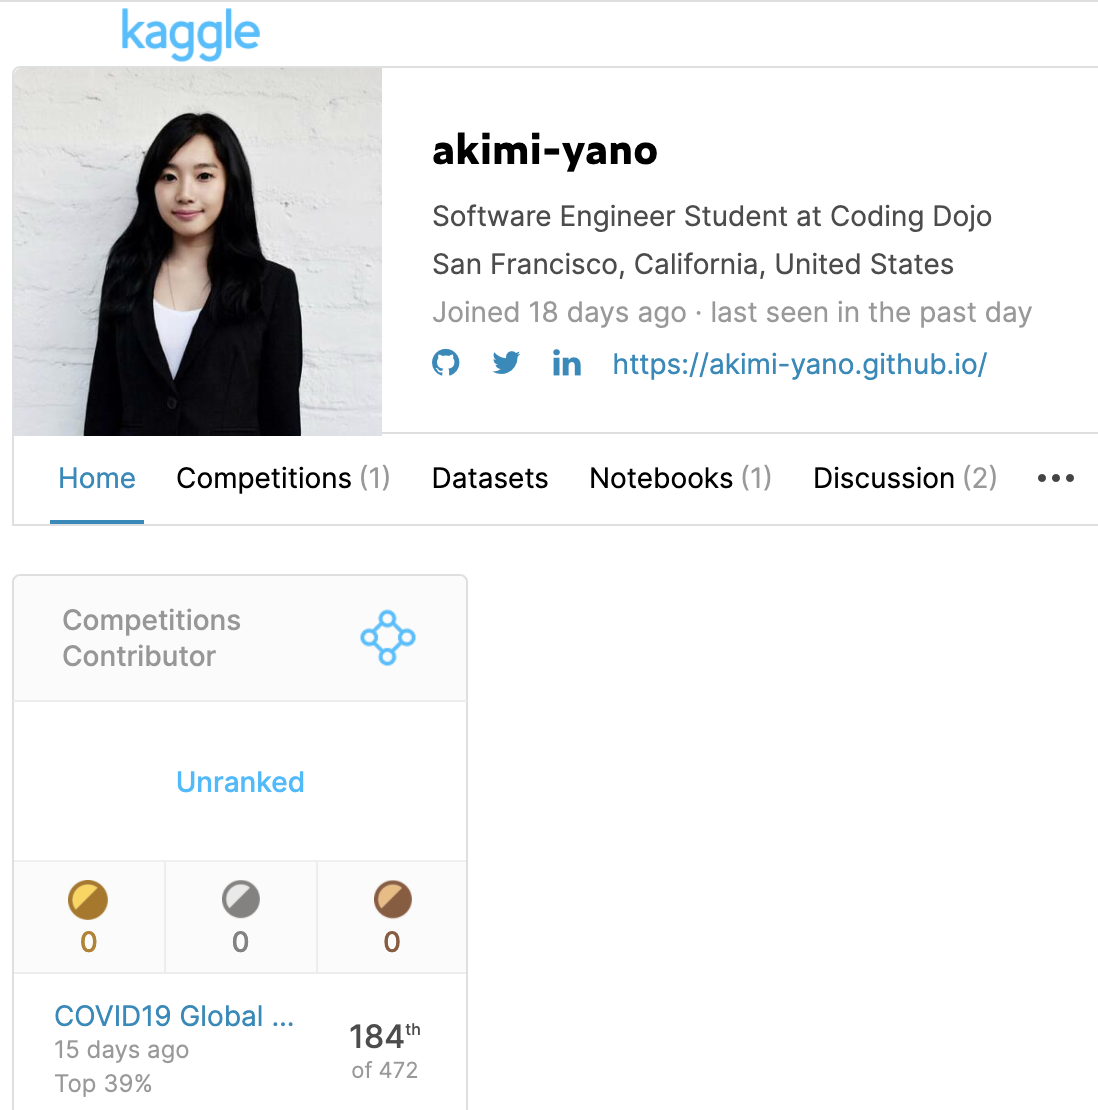 kaggle
akimi-yano
Software Engineer Student at Coding Dojo
San Francisco, California, United States
Joined 18 days ago · last seen in the past day
in https://akimi-yano.github.io/
Home Competitions (1) Datasets Notebooks (1) Discussion (2) •••
Competitions
Contributor
Unranked
0 0 0
COVID19 Global ...
15 days ago
Top 39%
184th
of 472